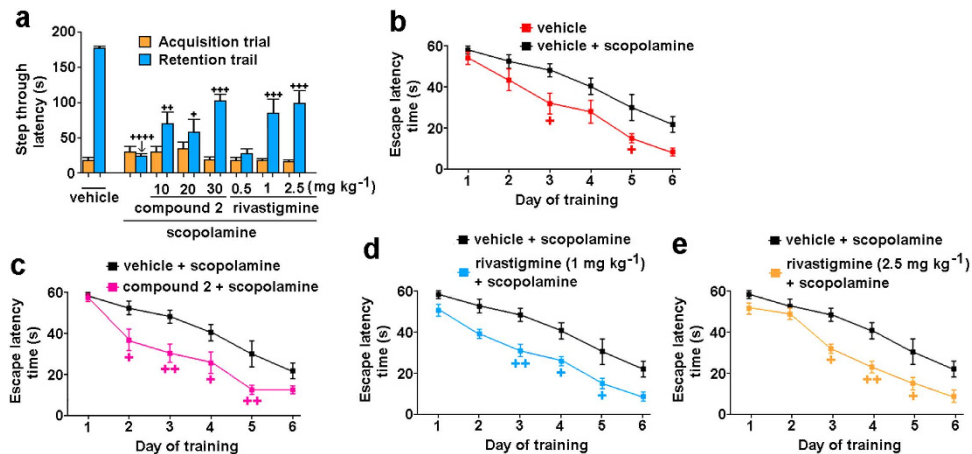 a
Acquisition trial
Retention trail
Step through
latency (s)
180
150
100
50
0
++++
++
+
+++
+++
+++
vehicle
10 20 30 0.5 1 2.5 (mg kg-1)
compound 2 rivastigmine
scopolamine
b
vehicle
vehicle + scopolamine
Escape latency
time (s)
60
40
20
0
+
+
1 2 3 4 5 6
Day of training
c
vehicle + scopolamine
compound 2 + scopolamine
Escape latency
time (s)
60
40
20
0
+
++
+
++
1 2 3 4 5 6
Day of training
d
vehicle + scopolamine
rivastigmine (1 mg kg-1)
+ scopolamine
Escape latency
time (s)
60
40
20
0
++
+
+
1 2 3 4 5 6
Day of training
e
vehicle + scopolamine
rivastigmine (2.5 mg kg-1)
+ scopolamine
Escape latency
time (s)
60
40
20
0
+
++
+
1 2 3 4 5 6
Day of training